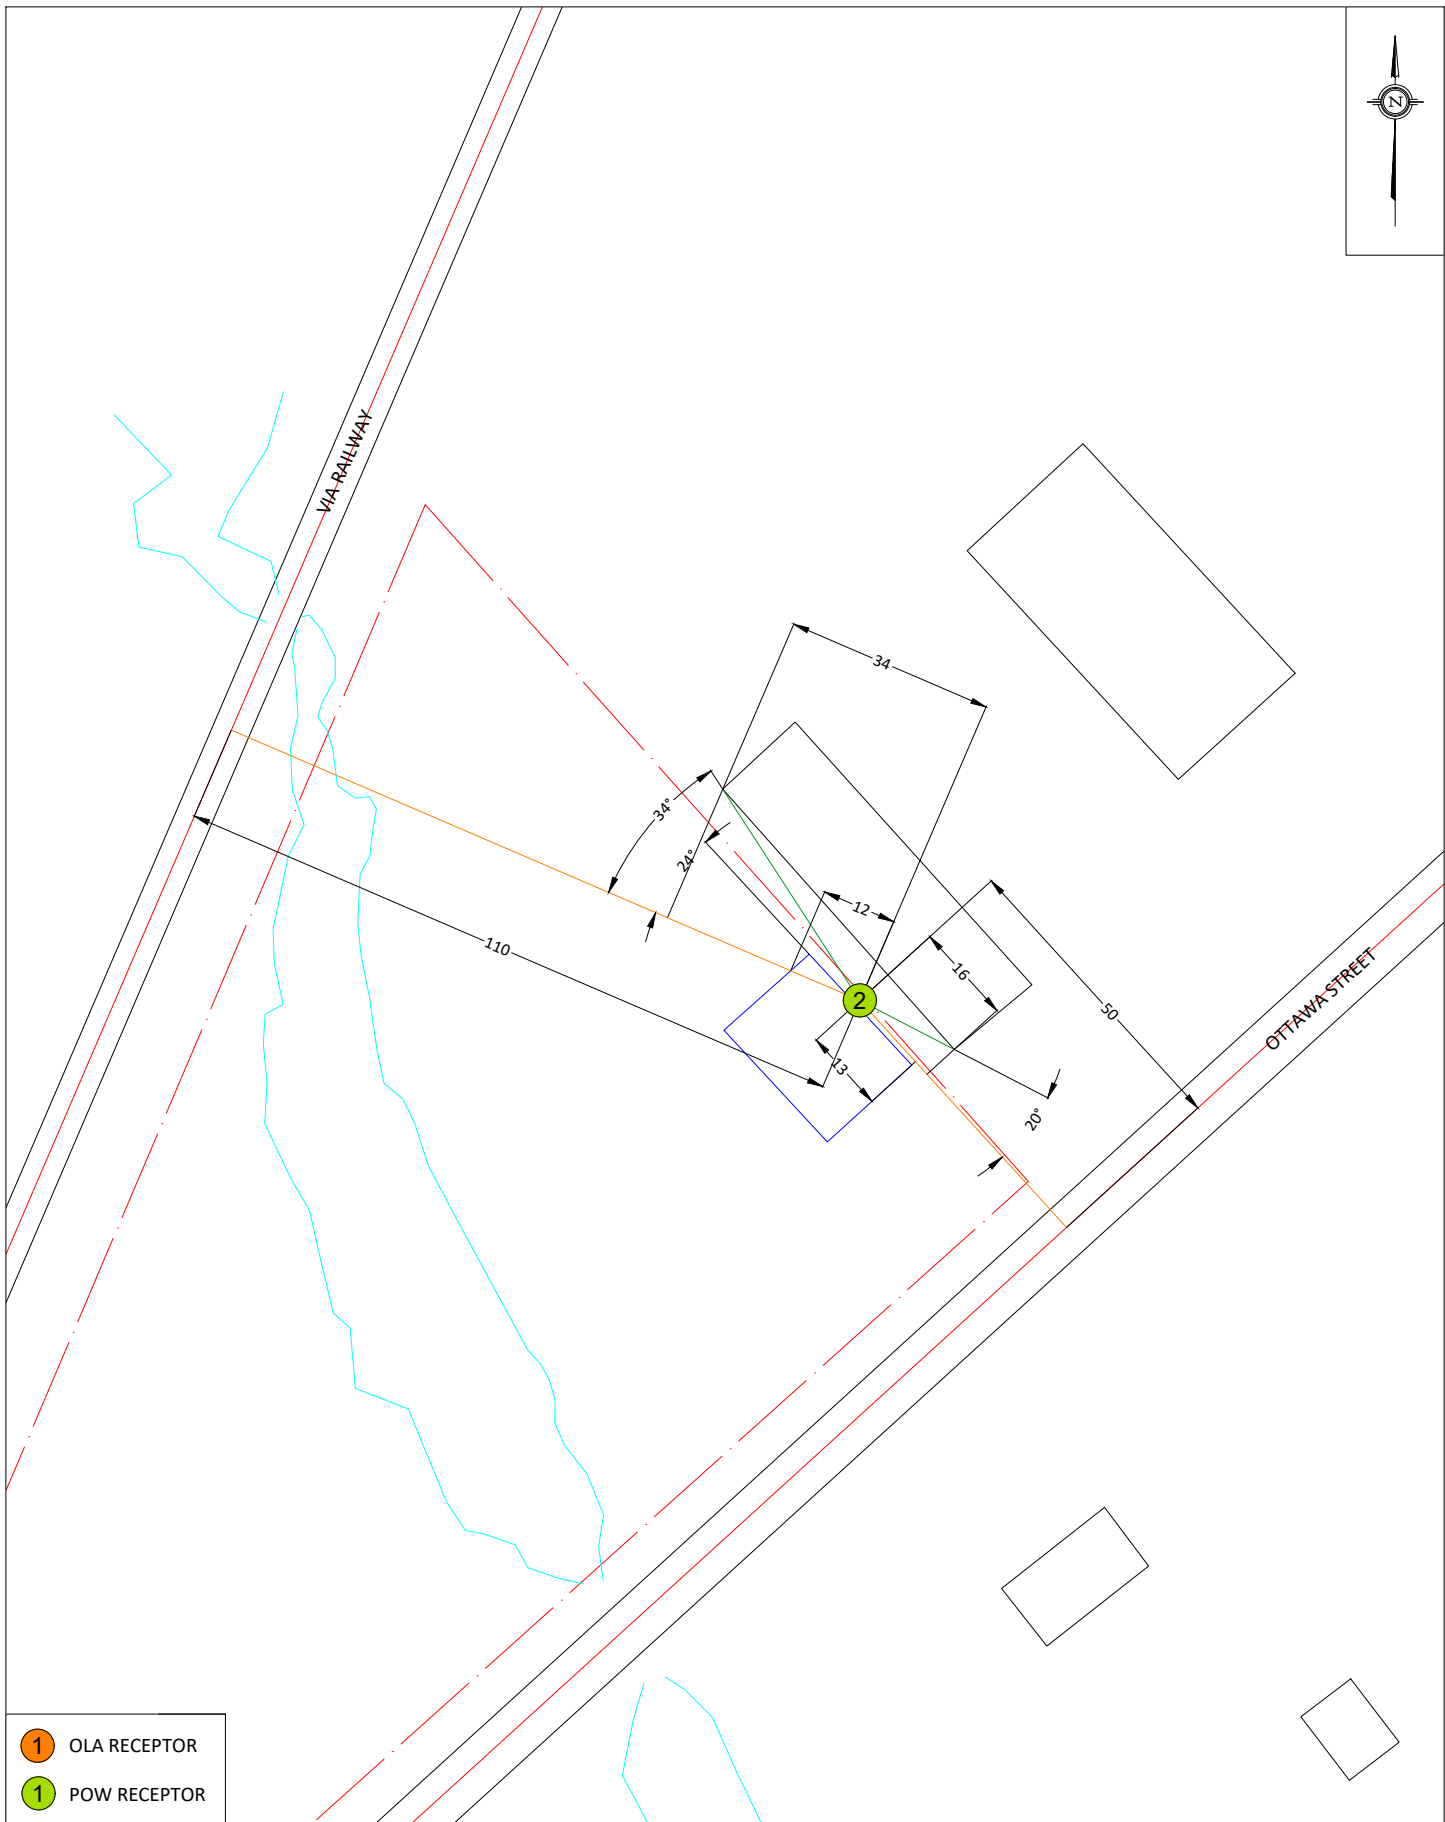 N
VIA RAILWAY
34
34°
24°
12
110
16
2
50
13
20°
OTTAWA STREET
1 OLA RECEPTOR
1 POW RECEPTOR